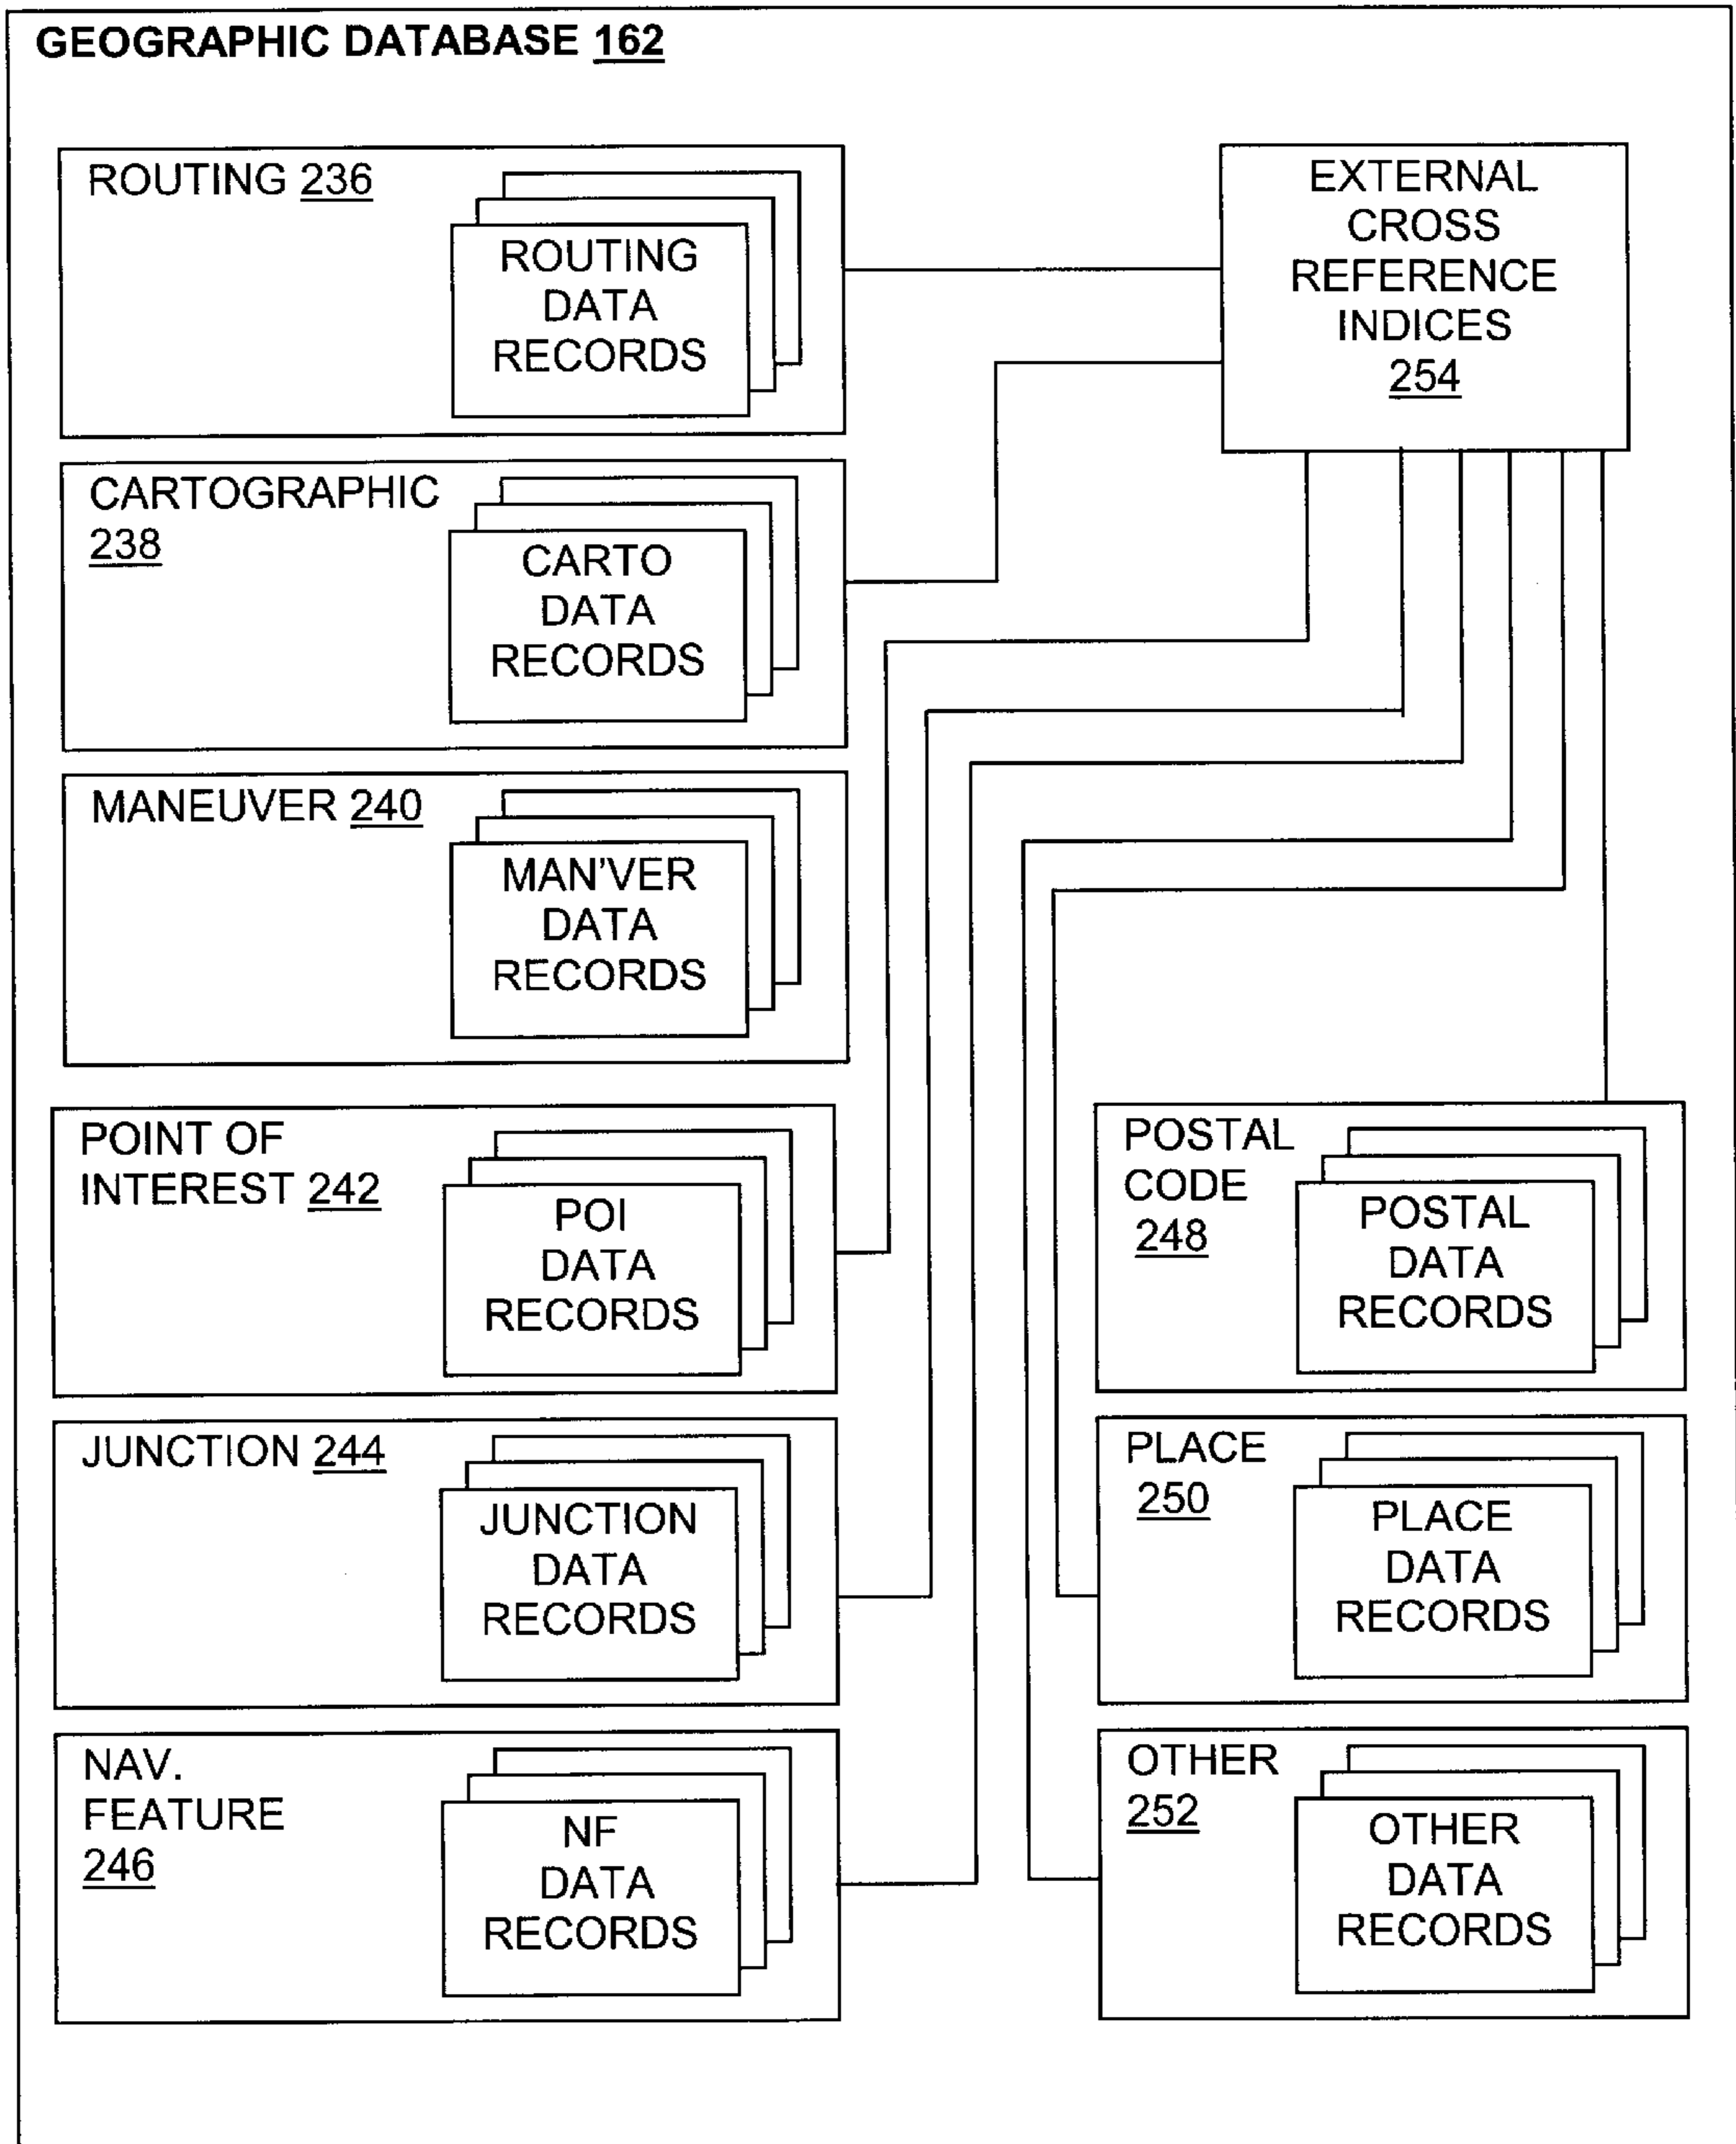 GEOGRAPHIC DATABASE 162
ROUTING 236
ROUTING
DATA
RECORDS
EXTERNAL
CROSS
REFERENCE
INDICES
254
CARTOGRAPHIC
238
CARTO
DATA
RECORDS
MANEUVER 240
MAN'VER
DATA
RECORDS
POINT OF
INTEREST 242
POI
DATA
RECORDS
POSTAL
CODE
248
POSTAL
DATA
RECORDS
JUNCTION 244
JUNCTION
DATA
RECORDS
PLACE
250
PLACE
DATA
RECORDS
NAV.
FEATURE
246
NF
DATA
RECORDS
OTHER
252
OTHER
DATA
RECORDS